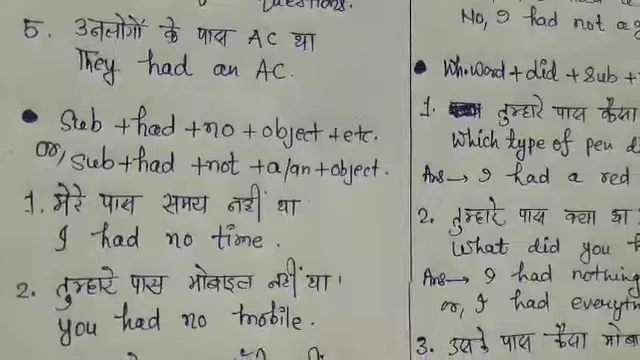 Questions.
5. उनलोगों के पास AC था
They had an AC.
• Sub + had + no + object + etc.
or, Sub + had + not + a/an + object.
1. मेरे पास समय नहीं था
I had no time.
2. तुम्हारे पास मोबाइल नहीं था।
you had no mobile.
No, I had not a
• Wh.word + did + sub +
1. तुम्हारे पास कैसा
Which type of pen
Ans → I had a red
2. तुम्हारे पास क्या था
What did you
Ans → I had nothing
or, I had
3. उसके पास कैसा